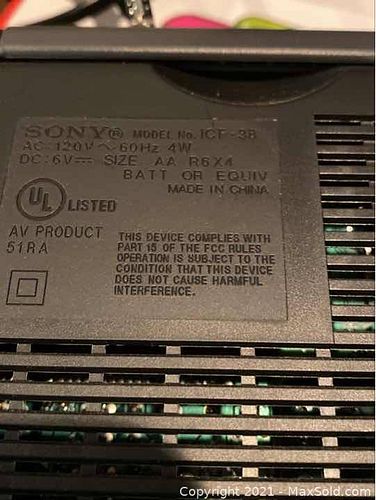 SONY® MODEL No. ICF-38
AC:120V ~ 60Hz 4W
DC:6V⎓ SIZE AA R6X4
BATT OR EQUIV
MADE IN CHINA
UL LISTED
AV PRODUCT
51RA
THIS DEVICE COMPLIES WITH
PART 15 OF THE FCC RULES
OPERATION IS SUBJECT TO THE
CONDITION THAT THIS DEVICE
DOES NOT CAUSE HARMFUL
INTERFERENCE.
Copyright© 2021 - MaxSold.com